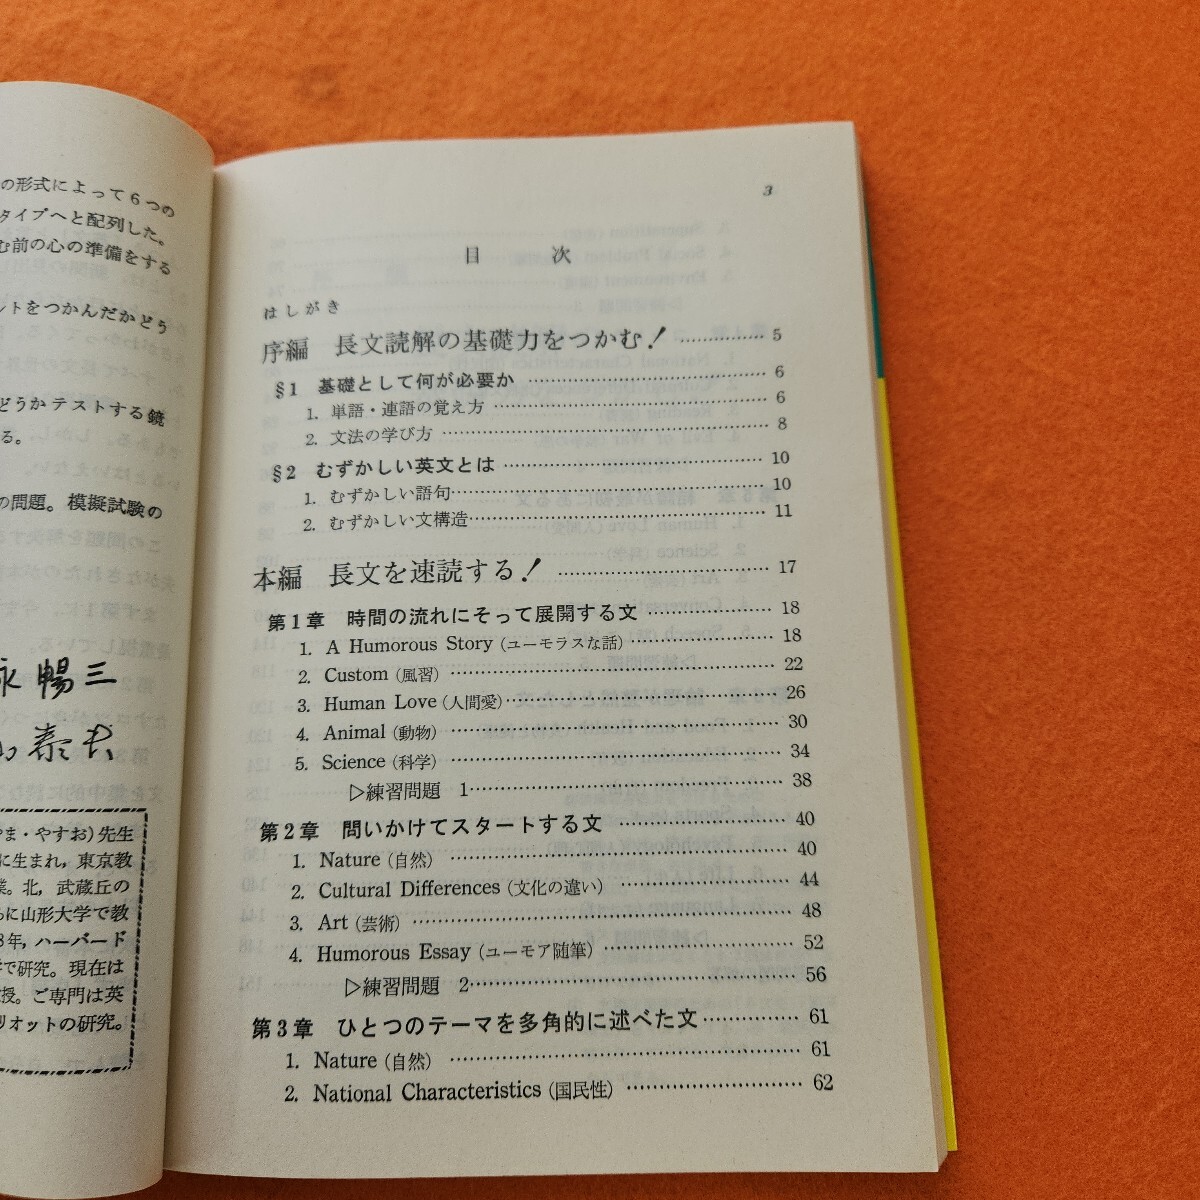 の形式によって6つの
タイプへと配列した。
む前の心の準備をする
ントをつかんだかどう
どうかテストする鏡
る。
の問題。模擬試験の
永暢三
山泰夫
やま・やすお)先生
に生まれ，東京教
業。北，武蔵丘の
らに山形大学で教
8年，ハーバード
学で研究。現在は
授。ご専門は英
リオットの研究。
3
目次
はしがき
序編 長文読解の基礎力をつかむ！ …………… 5
§1 基礎として何が必要か …………… 6
1. 単語・連語の覚え方 …………… 6
2. 文法の学び方 …………… 8
§2 むずかしい英文とは …………… 10
1. むずかしい語句 …………… 10
2. むずかしい文構造 …………… 11
本編 長文を速読する！ …………… 17
第1章 時間の流れにそって展開する文 …………… 18
1. A Humorous Story (ユーモラスな話) …………… 18
2. Custom (風習) …………… 22
3. Human Love (人間愛) …………… 26
4. Animal (動物) …………… 30
5. Science (科学) …………… 34
▷練習問題 1 …………… 38
第2章 問いかけてスタートする文 …………… 40
1. Nature (自然) …………… 40
2. Cultural Differences (文化の違い) …………… 44
3. Art (芸術) …………… 48
4. Humorous Essay (ユーモア随筆) …………… 52
▷練習問題 2 …………… 56
第3章 ひとつのテーマを多角的に述べた文 …………… 61
1. Nature (自然) …………… 61
2. National Characteristics (国民性) …………… 62